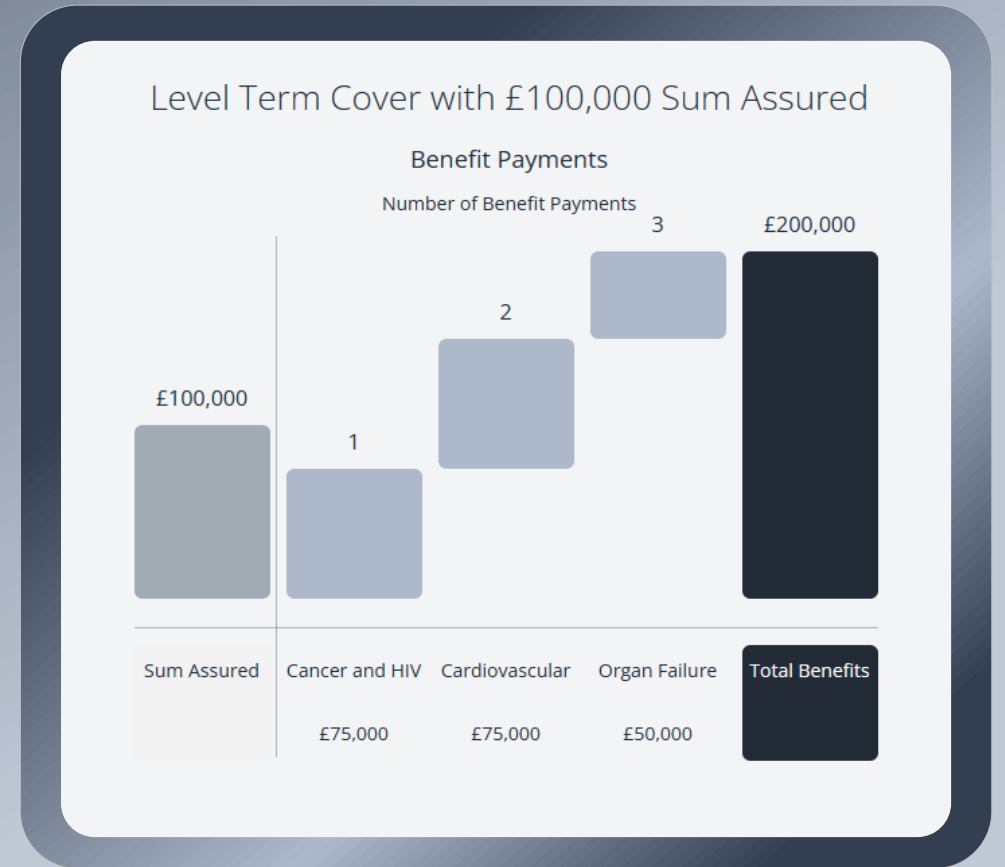 Level Term Cover with £100,000 Sum Assured
Benefit Payments
Number of Benefit Payments
3
£200,000
2
£100,000
1
Sum Assured
Cancer and HIV
Cardiovascular
Organ Failure
Total Benefits
£75,000
£75,000
£50,000